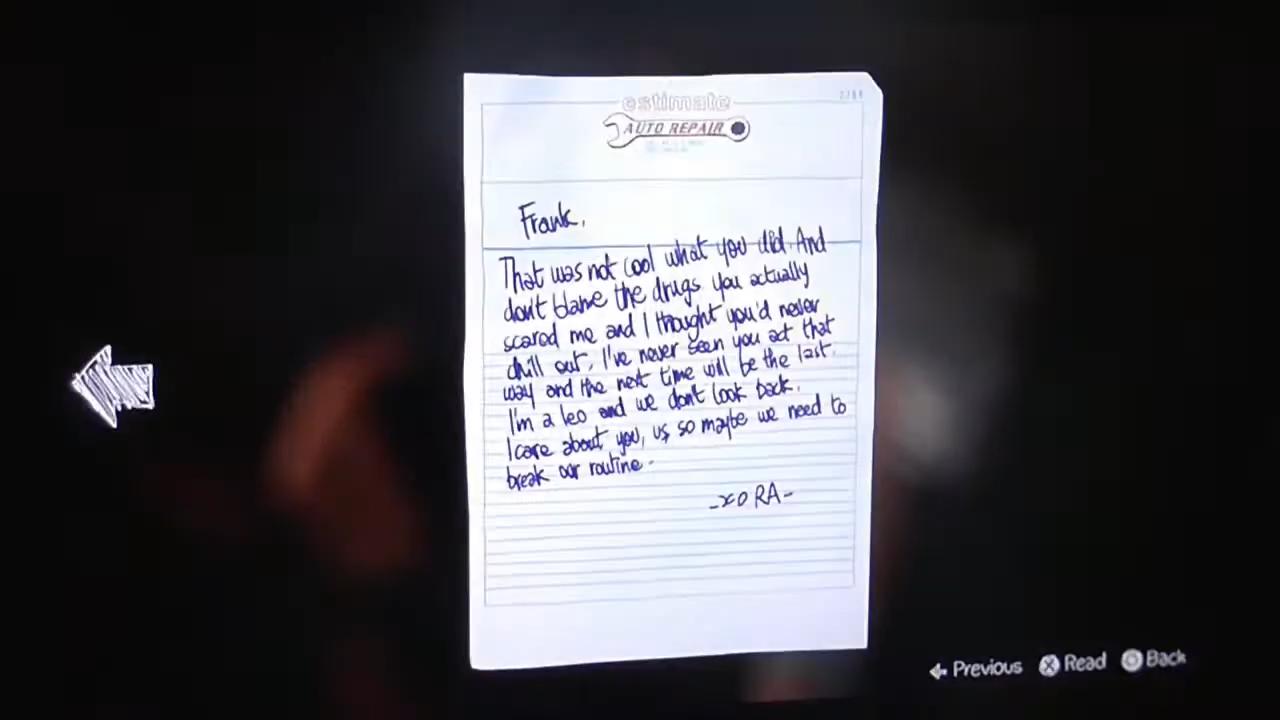 estimate
AUTO REPAIR
Frank,
That was not cool what you did. And
don't blame the drugs you actually
scared me and I thought you'd never
chill out, I've never seen you act that
way and the next time will be the last.
I'm a leo and we don't look back.
I care about you, us so maybe we need to
break our routine.
-xo RA-
Previous
Read
Back